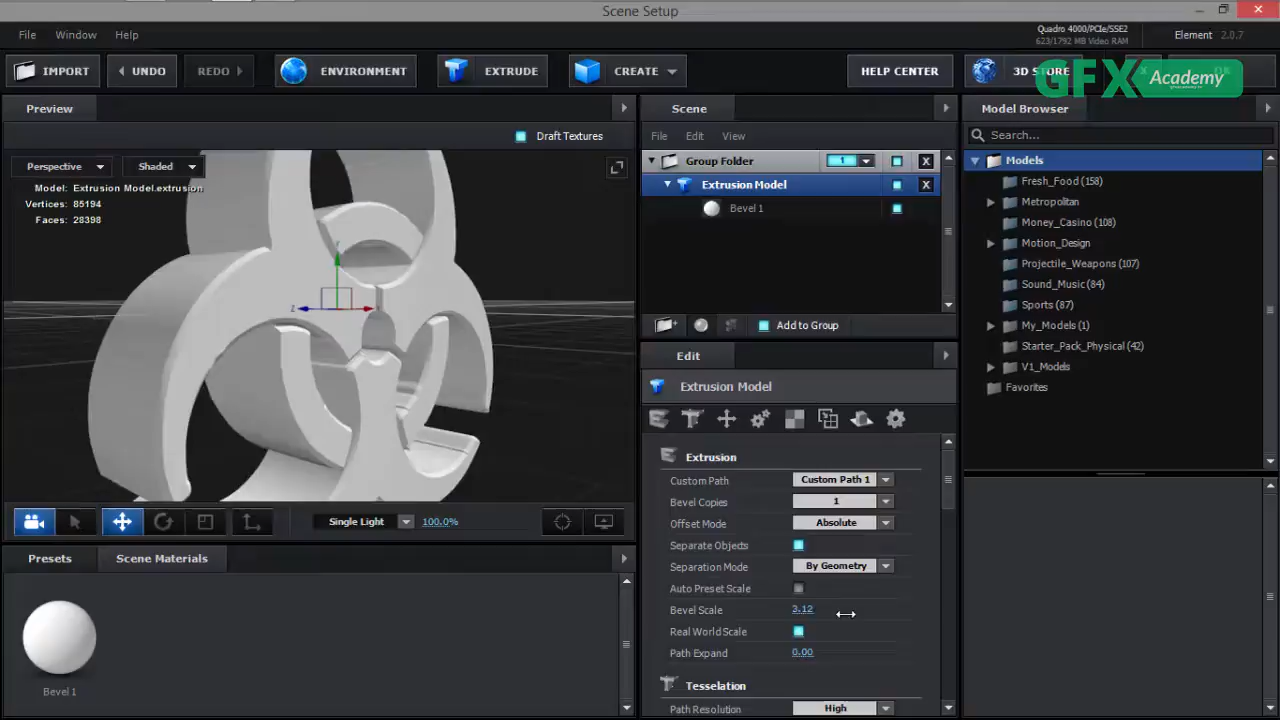 Scene Setup
File Window Help
Quadro 4000/PCIe/SSE2
623/1792 MB Video RAM
Element 2.0.7
IMPORT UNDO REDO ENVIRONMENT EXTRUDE CREATE HELP CENTER 3D STORE X OK
GFX Academy
Preview
Draft Textures
Perspective Shaded
Model: Extrusion Model.extrusion
Vertices: 85194
Faces: 28398
Y
Z
Single Light 100.0%
Presets Scene Materials
Bevel 1
Scene
File Edit View
Group Folder 1 X
Extrusion Model X
Bevel 1
Add to Group
Edit
Extrusion Model
Extrusion
Custom Path Custom Path 1
Bevel Copies 1
Offset Mode Absolute
Separate Objects
Separation Mode By Geometry
Auto Preset Scale
Bevel Scale 3.12
Real World Scale
Path Expand 0.00
Tesselation
Path Resolution High
Model Browser
Search...
Models
Fresh_Food (158)
Metropolitan
Money_Casino (108)
Motion_Design
Projectile_Weapons (107)
Sound_Music (84)
Sports (87)
My_Models (1)
Starter_Pack_Physical (42)
V1_Models
Favorites